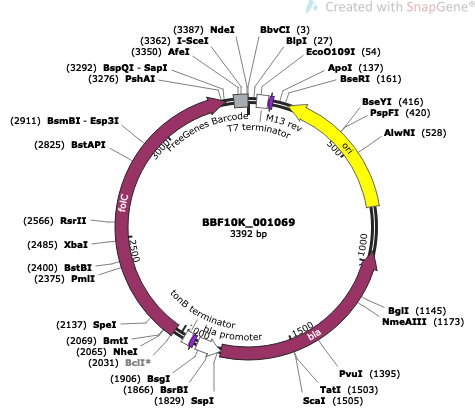 Created with SnapGene®
(3387) NdeI
BbvCI (3)
(3362) I-SceI
BlpI (27)
(3350) AfeI
EcoO109I (54)
(3292) BspQI - SapI
ApoI (137)
(3276) PshAI
BseRI (161)
BseYI (416)
PspFI (420)
(2911) BsmBI - Esp3I
AlwNI (528)
(2825) BstAPI
FreeGenes Barcode
M13 rev
T7 terminator
3000
500
ori
folC
(2566) RsrII
BBF10K_001069
3392 bp
(2485) XbaI
2500
1000
(2400) BstBI
(2375) PmlI
BglI (1145)
NmeAIII (1173)
tonB terminator
bla promoter
(2137) SpeI
2000
1500
bla
(2069) BmtI
(2065) NheI
(2031) BclI*
PvuI (1395)
(1906) BsgI
TatI (1503)
(1866) BsrBI
ScaI (1505)
(1829) SspI